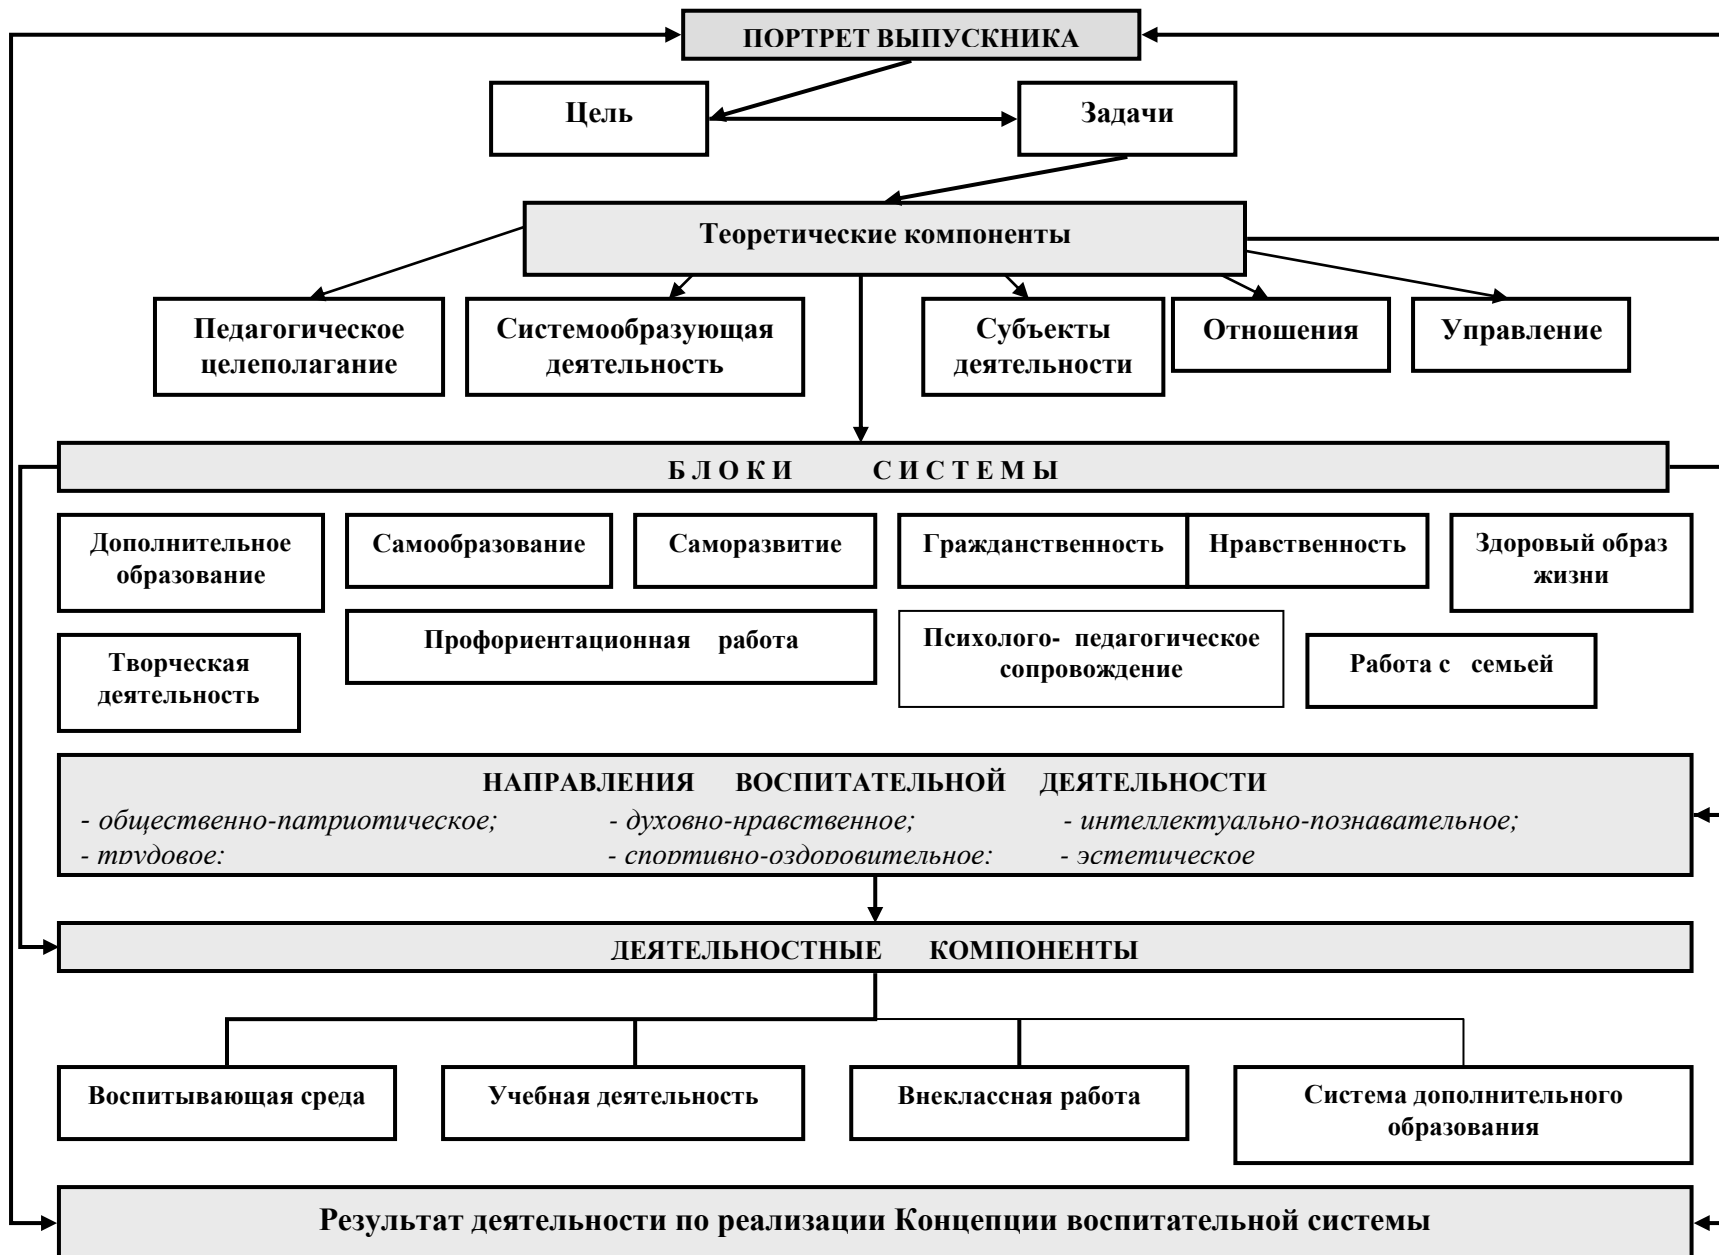 ПОРТРЕТ ВЫПУСКНИКА
Цель
Задачи
Теоретические компоненты
Педагогическое
целеполагание
Системообразующая
деятельность
Субъекты
деятельности
Отношения
Управление
Б Л О К И С И С Т Е М Ы
Дополнительное
образование
Самообразование
Саморазвитие
Гражданственность
Нравственность
Здоровый образ
жизни
Творческая
деятельность
Профориентационная работа
Психолого- педагогическое
сопровождение
Работа с семьей
НАПРАВЛЕНИЯ ВОСПИТАТЕЛЬНОЙ ДЕЯТЕЛЬНОСТИ
- общественно-патриотическое; - духовно-нравственное; - интеллектуально-познавательное;
- трудовое; - спортивно-оздоровительное; - эстетическое
ДЕЯТЕЛЬНОСТНЫЕ КОМПОНЕНТЫ
Воспитывающая среда
Учебная деятельность
Внеклассная работа
Система дополнительного
образования
Результат деятельности по реализации Концепции воспитательной системы